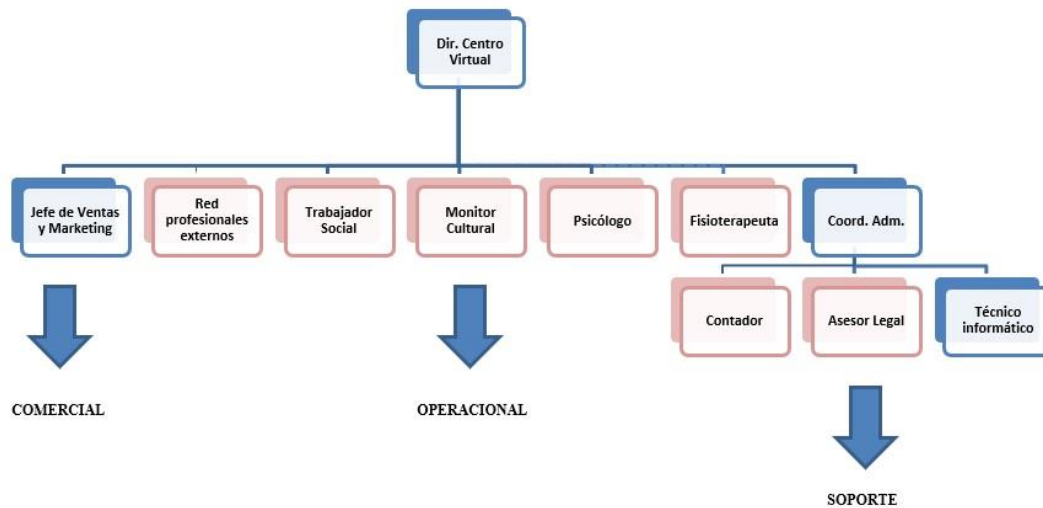 Dir. Centro
Virtual
Jefe de Ventas
y Marketing
Red
profesionales
externos
Trabajador
Social
Monitor
Cultural
Psicólogo
Fisioterapeuta
Coord. Adm.
Contador
Asesor Legal
Técnico
informático
COMERCIAL
OPERACIONAL
SOPORTE